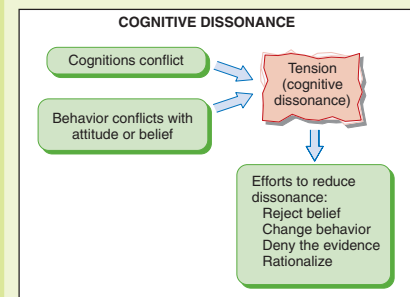 COGNITIVE DISSONANCE
Cognitions conflict
Tension
(cognitive
dissonance)
Behavior conflicts with
attitude or belief
Efforts to reduce
dissonance:
Reject belief
Change behavior
Deny the evidence
Rationalize